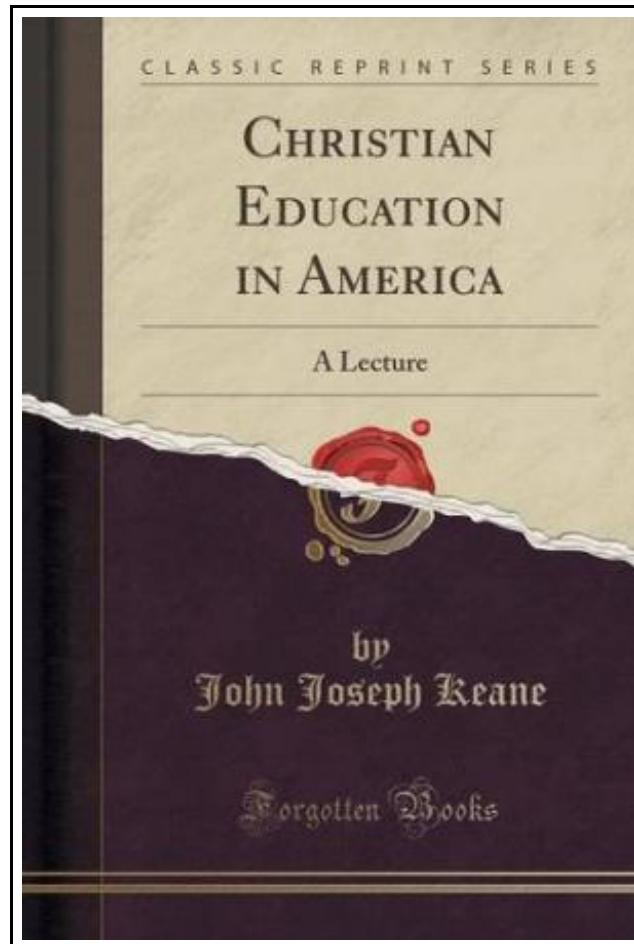 CLASSIC REPRINT SERIES
CHRISTIAN
EDUCATION
IN AMERICA
A Lecture
by
John Joseph Keane
Forgotten Books